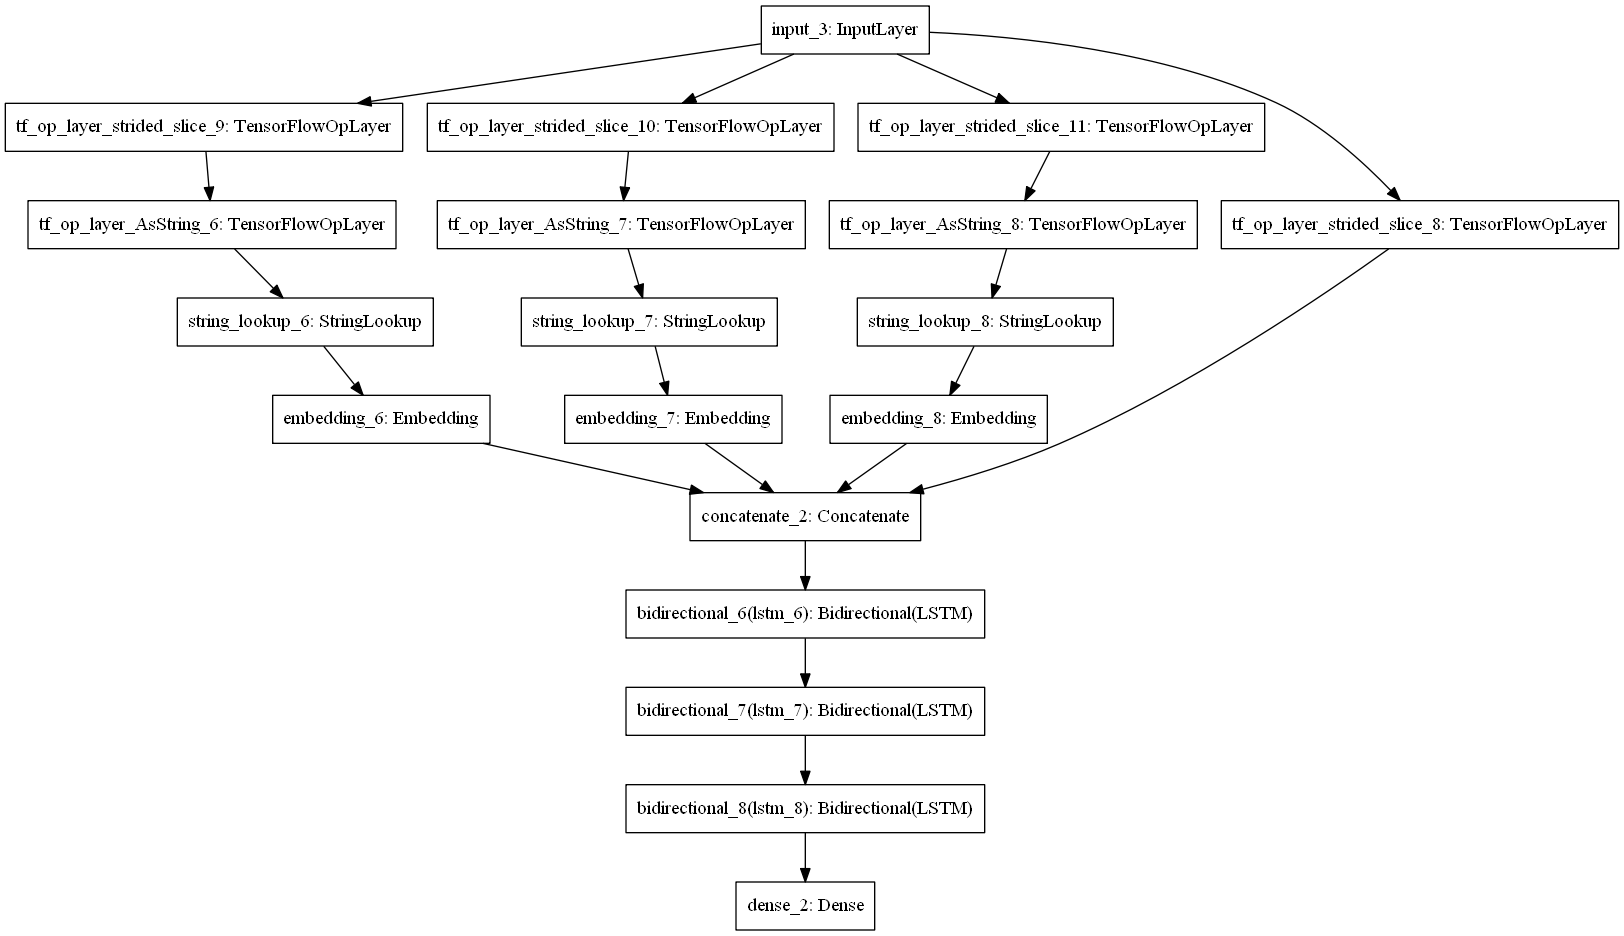 input_3: InputLayer
tf_op_layer_strided_slice_9: TensorFlowOpLayer
tf_op_layer_strided_slice_10: TensorFlowOpLayer
tf_op_layer_strided_slice_11: TensorFlowOpLayer
tf_op_layer_AsString_6: TensorFlowOpLayer
tf_op_layer_AsString_7: TensorFlowOpLayer
tf_op_layer_AsString_8: TensorFlowOpLayer
tf_op_layer_strided_slice_8: TensorFlowOpLayer
string_lookup_6: StringLookup
string_lookup_7: StringLookup
string_lookup_8: StringLookup
embedding_6: Embedding
embedding_7: Embedding
embedding_8: Embedding
concatenate_2: Concatenate
bidirectional_6(lstm_6): Bidirectional(LSTM)
bidirectional_7(lstm_7): Bidirectional(LSTM)
bidirectional_8(lstm_8): Bidirectional(LSTM)
dense_2: Dense